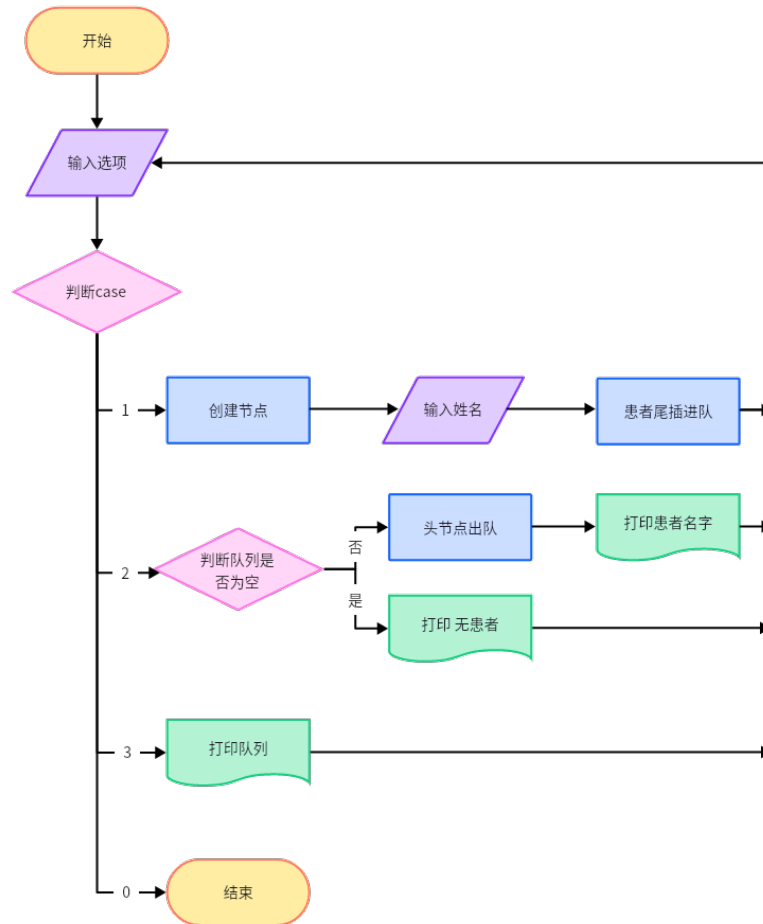 开始
输入选项
判断case
1
创建节点
输入姓名
患者尾插进队
2
判断队列是
否为空
否
头节点出队
打印患者名字
是
打印 无患者
3
打印队列
0
结束